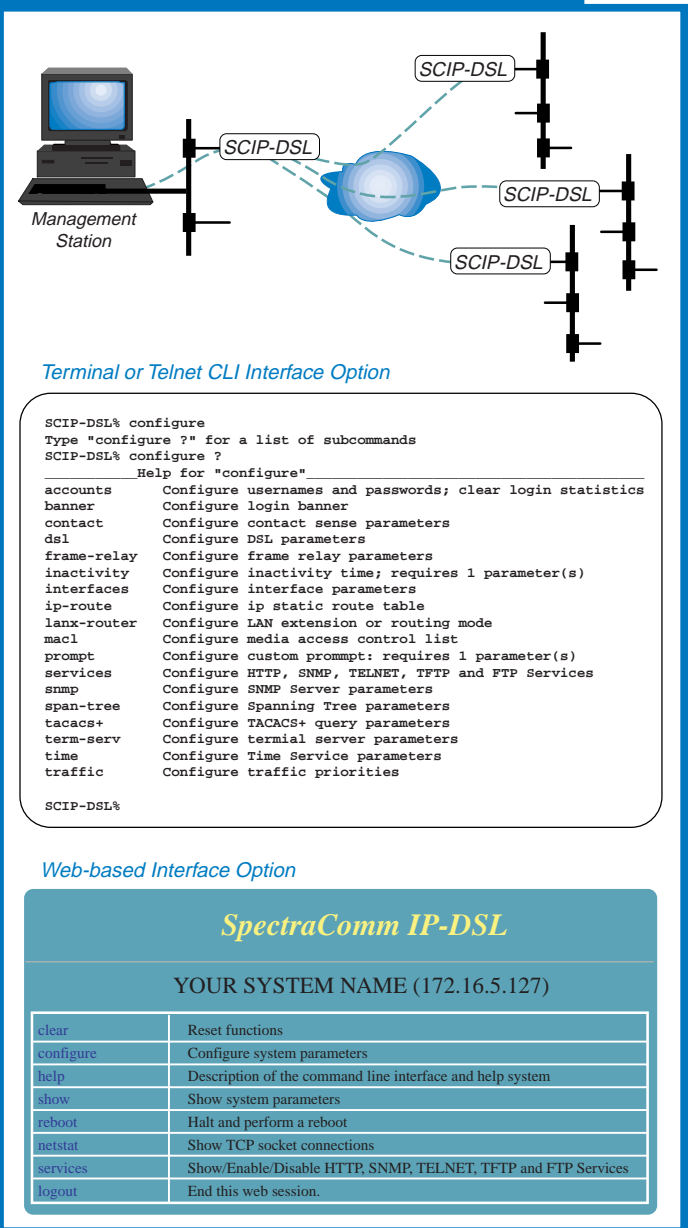 SCIP-DSL
SCIP-DSL
SCIP-DSL
SCIP-DSL
Management
Station
Terminal or Telnet CLI Interface Option
SCIP-DSL% configure
Type "configure ?" for a list of subcommands
SCIP-DSL% configure ?
___________Help for "configure"________________________________________
accounts Configure usernames and passwords; clear login statistics
banner Configure login banner
contact Configure contact sense parameters
dsl Configure DSL parameters
frame-relay Configure frame relay parameters
inactivity Configure inactivity time; requires 1 parameter(s)
interfaces Configure interface parameters
ip-route Configure ip static route table
lanx-router Configure LAN extension or routing mode
macl Configure media access control list
prompt Configure custom prommpt: requires 1 parameter(s)
services Configure HTTP, SNMP, TELNET, TFTP and FTP Services
snmp Configure SNMP Server parameters
span-tree Configure Spanning Tree parameters
tacacs+ Configure TACACS+ query parameters
term-serv Configure termial server parameters
time Configure Time Service parameters
traffic Configure traffic priorities
SCIP-DSL%
Web-based Interface Option
SpectraComm IP-DSL
YOUR SYSTEM NAME (172.16.5.127)
clear Reset functions
configure Configure system parameters
help Description of the command line interface and help system
show Show system parameters
reboot Halt and perform a reboot
netstat Show TCP socket connections
services Show/Enable/Disable HTTP, SNMP, TELNET, TFTP and FTP Services
logout End this web session.